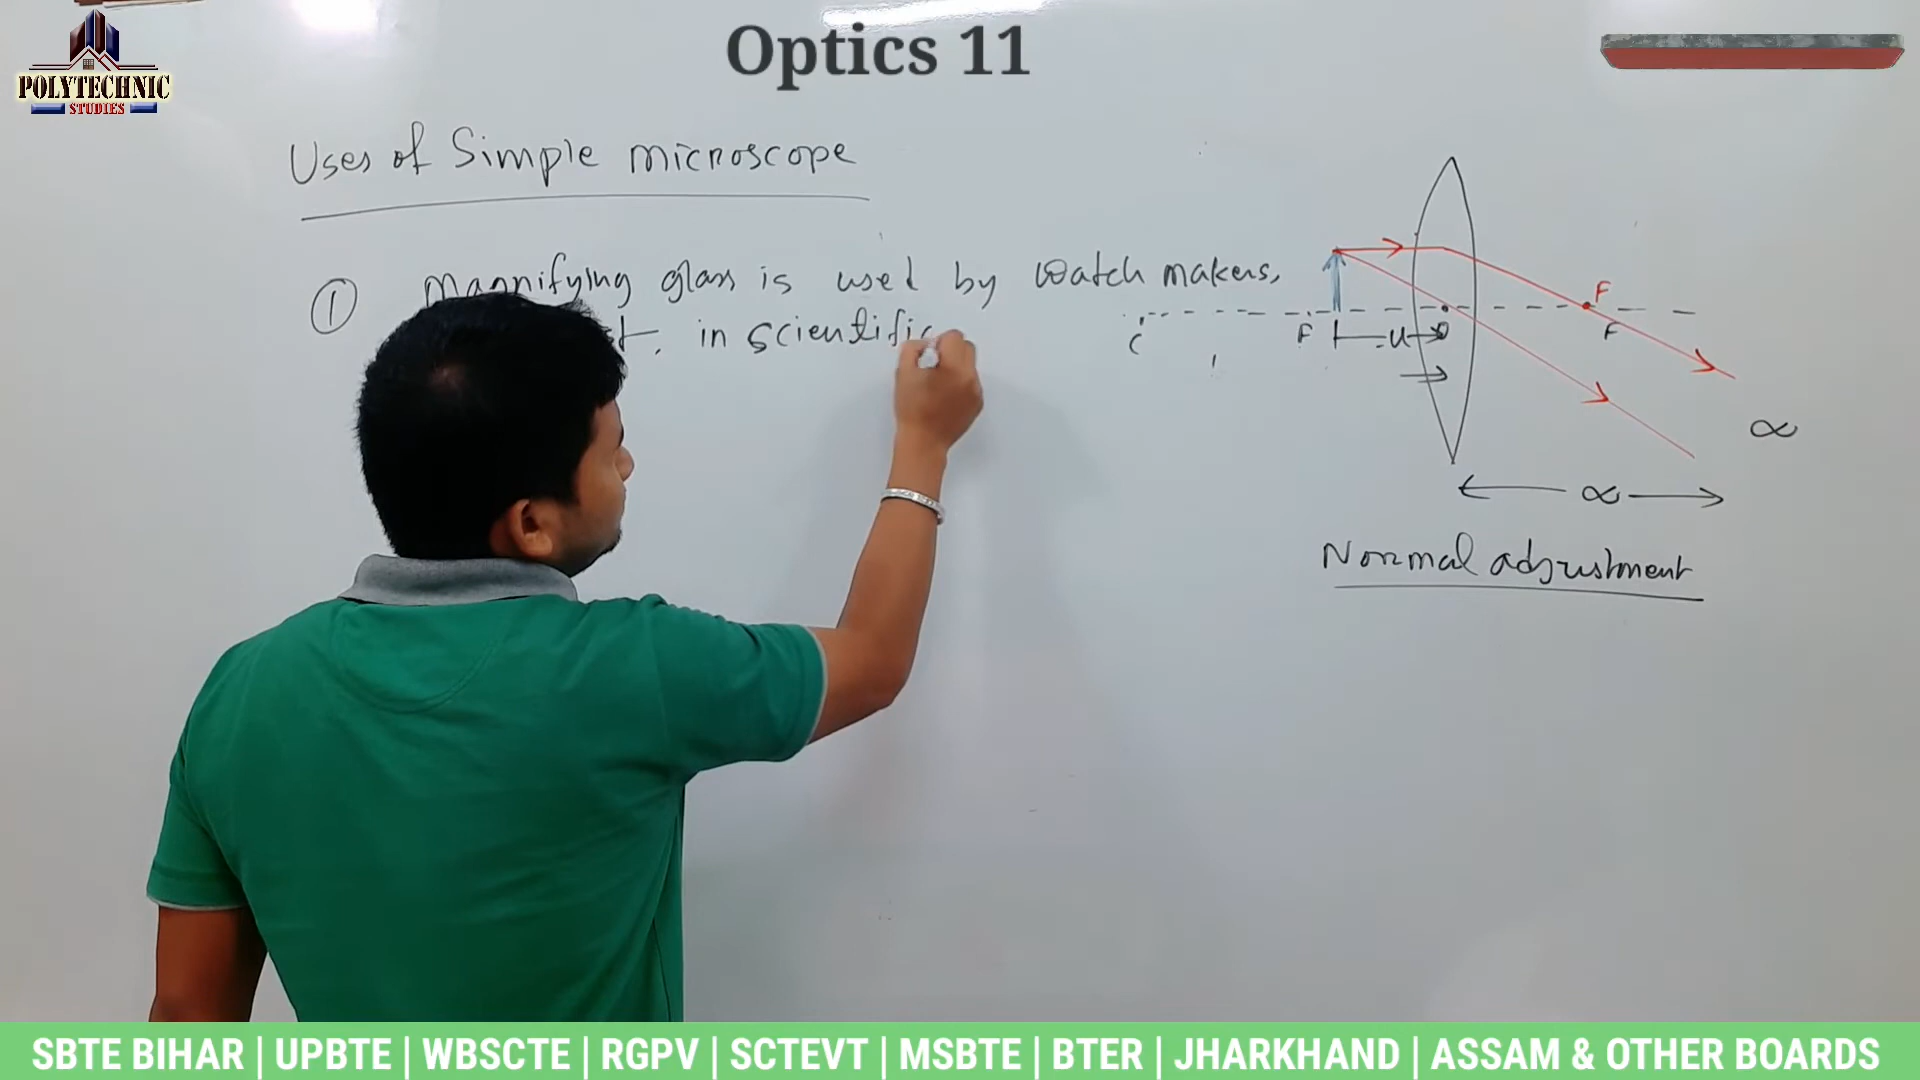 Optics 11
POLYTECHNIC
STUDIES
Uses of Simple microscope
① Magnifying glass is used by watch makers,
in scientific
C F u O F
F
∝
∝
Normal adjustment
SBTE BIHAR | UPBTE | WBSCTE | RGPV | SCTEVT | MSBTE | BTER | JHARKHAND | ASSAM & OTHER BOARDS